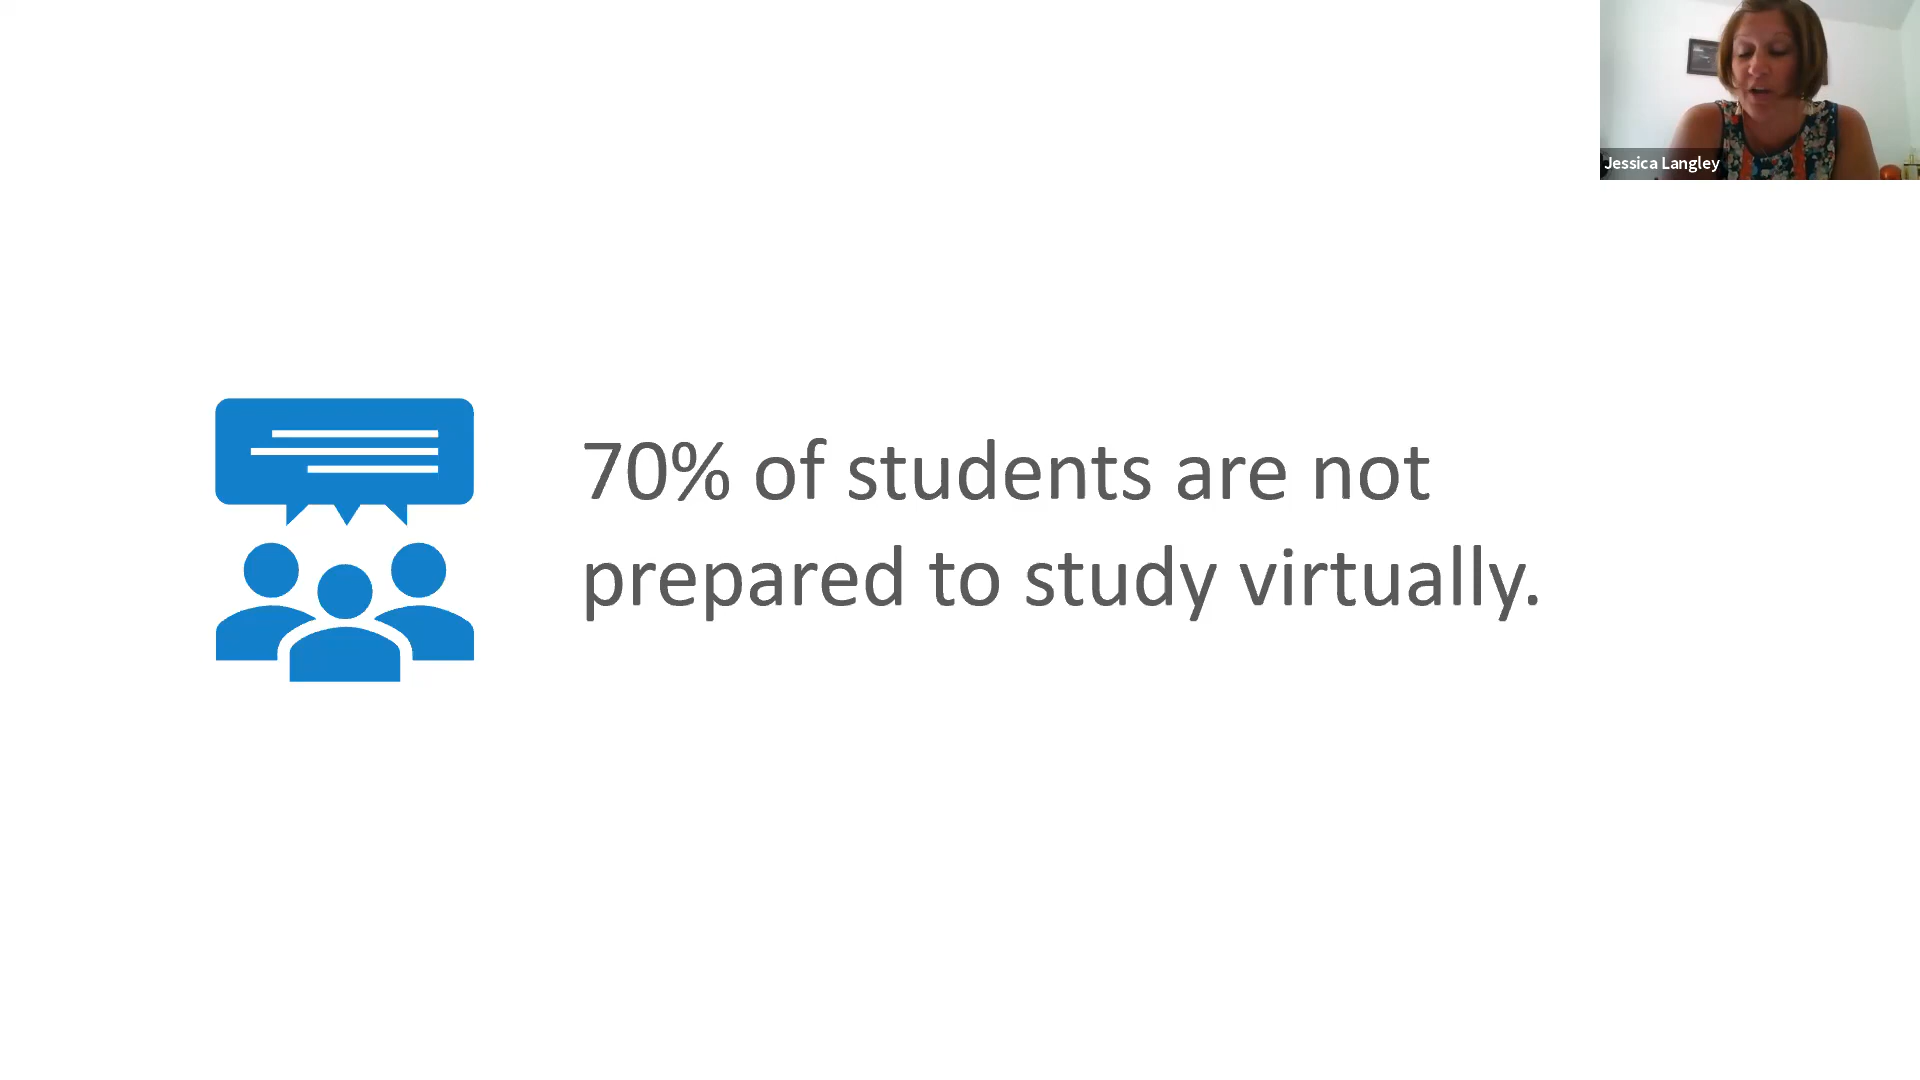 Jessica Langley
70% of students are not
prepared to study virtually.